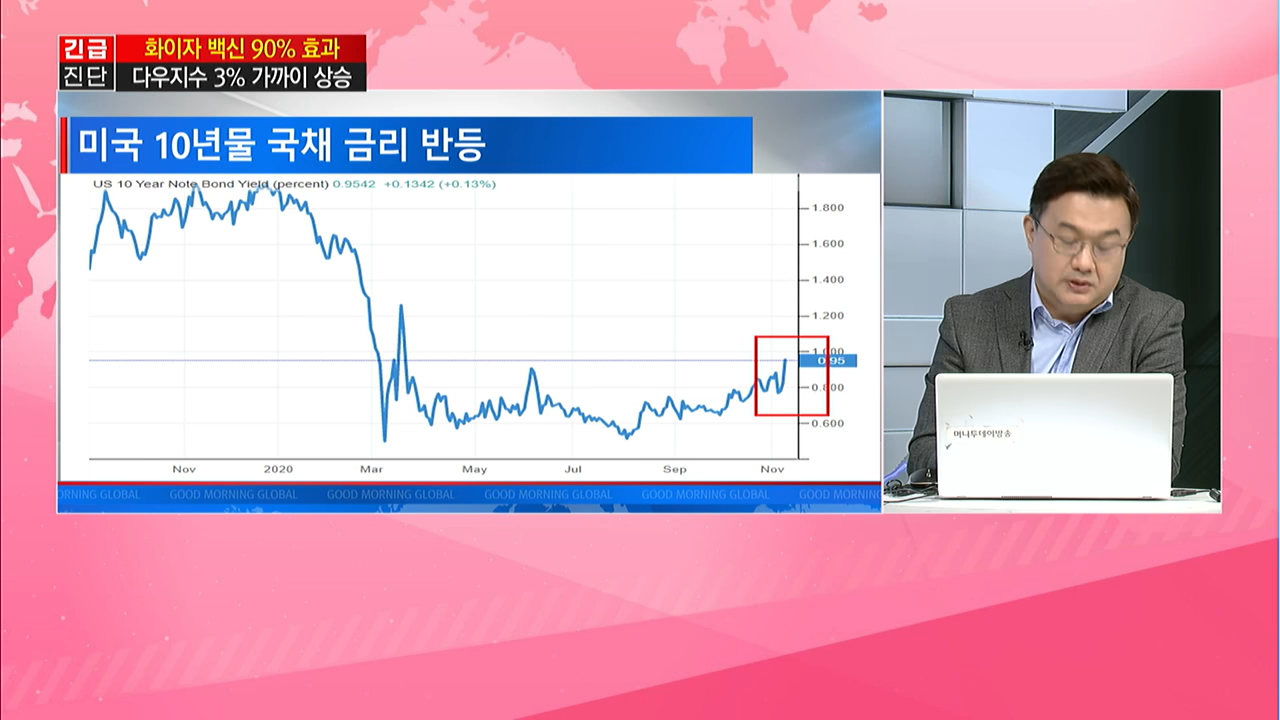 긴급 화이자 백신 90% 효과
진단 다우지수 3% 가까이 상승
미국 10년물 국채 금리 반등
US 10 Year Note Bond Yield (percent) 0.9542 +0.1342 (+0.13%)
1.800
1.600
1.400
1.200
1.000
0.95
0.800
0.600
Nov 2020 Mar May Jul Sep Nov
머니투데이방송
ORNING GLOBAL GOOD MORNING GLOBAL GOOD MORNING GLOBAL GOOD MORNING GLOBAL GOOD MORNING GLOBAL GOOD MORNING